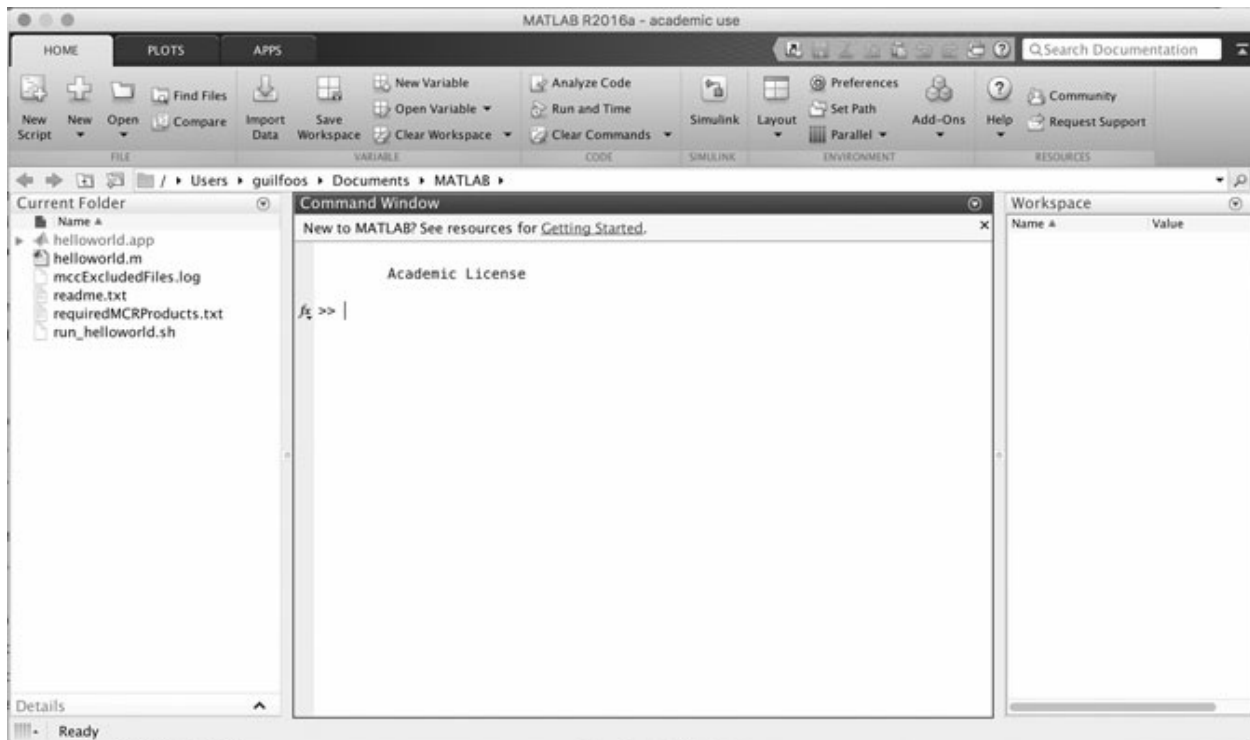 MATLAB R2016a - academic use
HOME PLOTS APPS
Search Documentation
New Script
New
Open
Find Files
Compare
Import Data
Save Workspace
New Variable
Open Variable
Clear Workspace
Analyze Code
Run and Time
Clear Commands
Simulink
Layout
Preferences
Set Path
Parallel
Add-Ons
Help
Community
Request Support
FILE VARIABLE CODE SIMULINK ENVIRONMENT RESOURCES
/ Users guilfoos Documents MATLAB
Current Folder
Name
helloworld.app
helloworld.m
mccExcludedFiles.log
readme.txt
requiredMCRProducts.txt
run_helloworld.sh
Details
Command Window
New to MATLAB? See resources for Getting Started.
Academic License
fx >>
Workspace
Name Value
Ready